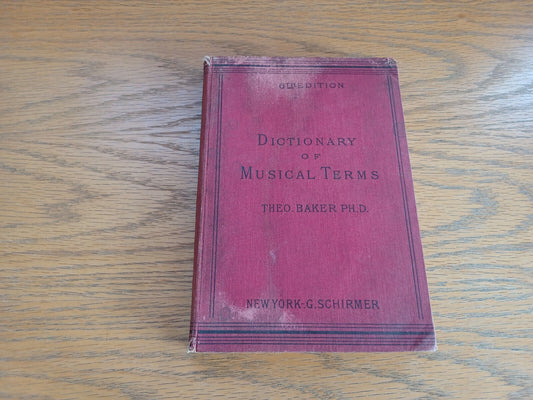 EDITION
DICTIONARY
OF
MUSICAL TERMS
THEO. BAKER PH.D.
NEW YORK–G. SCHIRMER